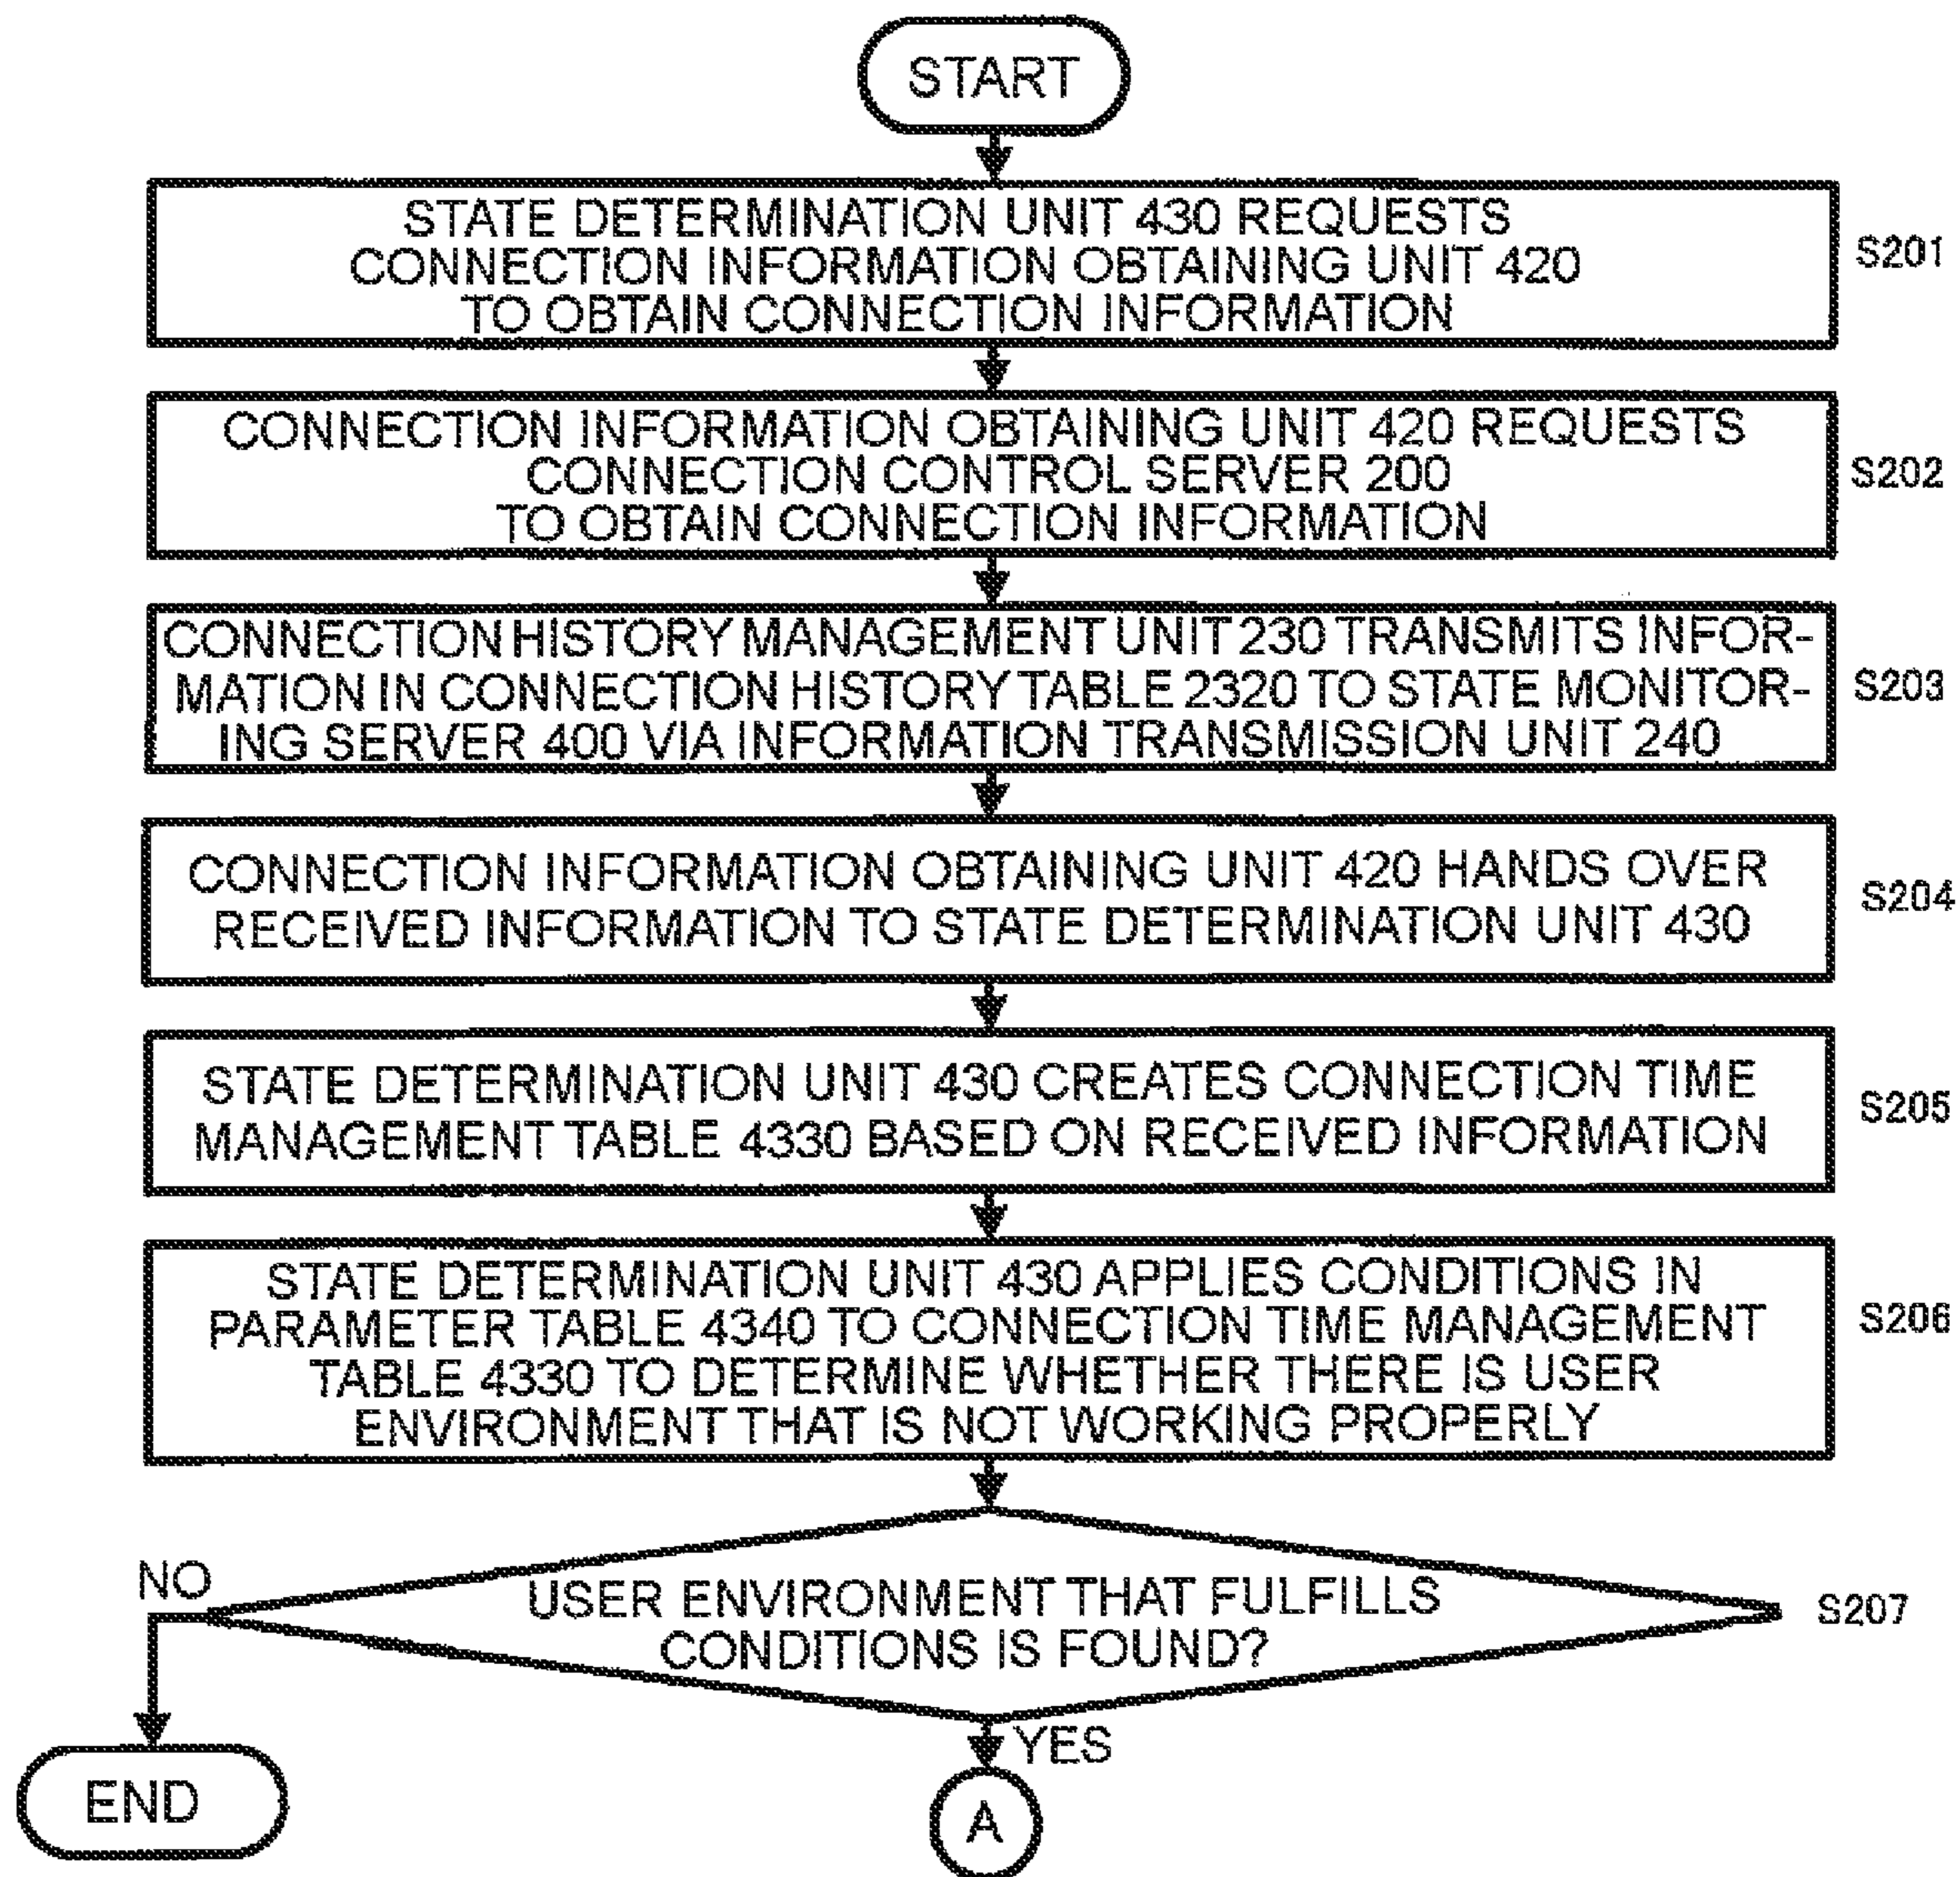 START
STATE DETERMINATION UNIT 430 REQUESTS
CONNECTION INFORMATION OBTAINING UNIT 420
TO OBTAIN CONNECTION INFORMATION
S201
CONNECTION INFORMATION OBTAINING UNIT 420 REQUESTS
CONNECTION CONTROL SERVER 200
TO OBTAIN CONNECTION INFORMATION
S202
CONNECTION HISTORY MANAGEMENT UNIT 230 TRANSMITS INFOR-
MATION IN CONNECTION HISTORY TABLE 2320 TO STATE MONITOR-
ING SERVER 400 VIA INFORMATION TRANSMISSION UNIT 240
S203
CONNECTION INFORMATION OBTAINING UNIT 420 HANDS OVER
RECEIVED INFORMATION TO STATE DETERMINATION UNIT 430
S204
STATE DETERMINATION UNIT 430 CREATES CONNECTION TIME
MANAGEMENT TABLE 4330 BASED ON RECEIVED INFORMATION
S205
STATE DETERMINATION UNIT 430 APPLIES CONDITIONS IN
PARAMETER TABLE 4340 TO CONNECTION TIME MANAGEMENT
TABLE 4330 TO DETERMINE WHETHER THERE IS USER
ENVIRONMENT THAT IS NOT WORKING PROPERLY
S206
NO
USER ENVIRONMENT THAT FULFILLS
CONDITIONS IS FOUND?
S207
YES
END
A